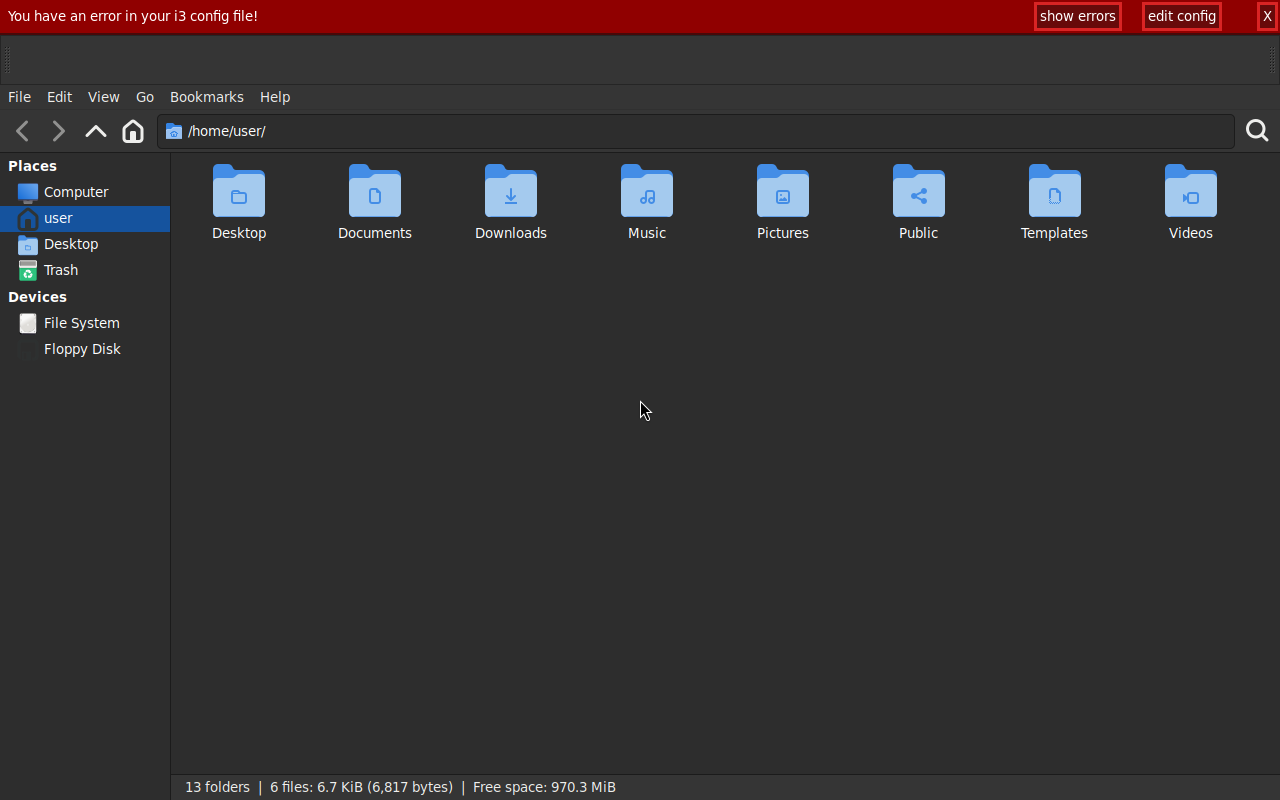 You have an error in your i3 config file!
show errors
edit config
X
File Edit View Go Bookmarks Help
/home/user/
Places
Computer
user
Desktop
Trash
Devices
File System
Floppy Disk
Desktop Documents Downloads Music Pictures Public Templates Videos
13 folders | 6 files: 6.7 KiB (6,817 bytes) | Free space: 970.3 MiB